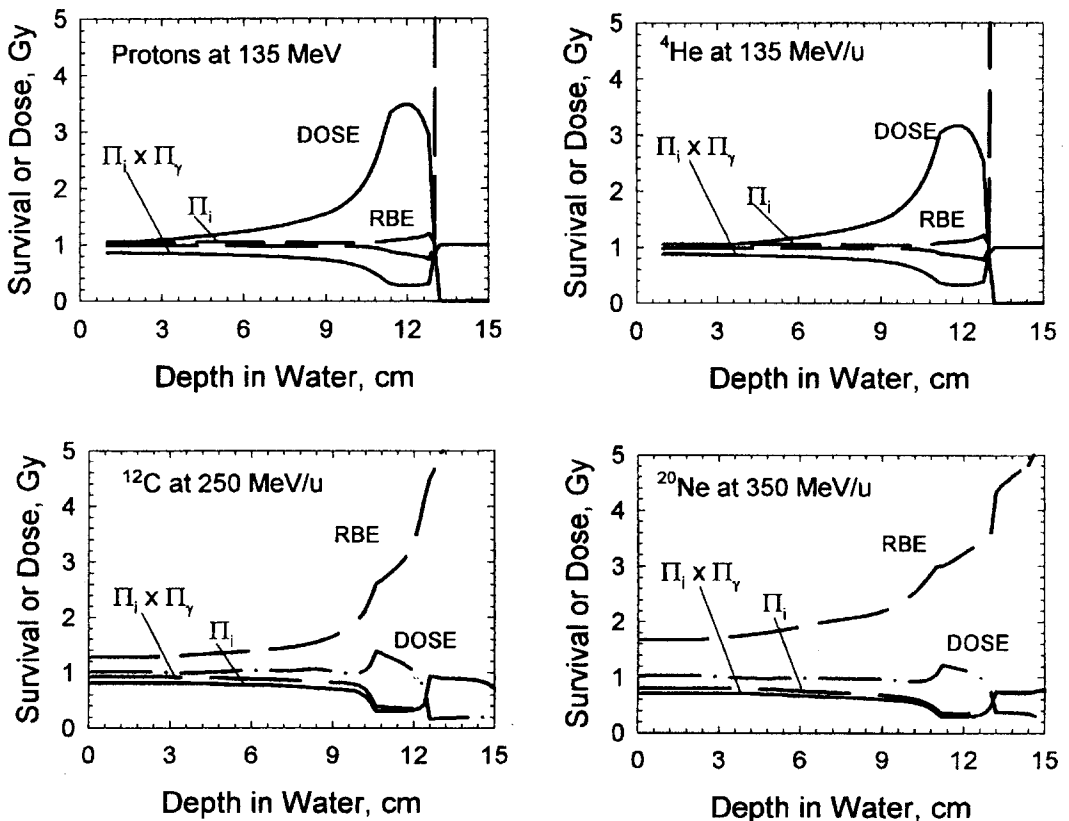 Survival or Dose, Gy
5
4
3
2
1
0
Protons at 135 MeV
DOSE
Πi x Πγ
Πi
RBE
0 3 6 9 12 15
Depth in Water, cm
Survival or Dose, Gy
5
4
3
2
1
0
⁴He at 135 MeV/u
DOSE
Πi x Πγ
Πi
RBE
0 3 6 9 12 15
Depth in Water, cm
Survival or Dose, Gy
5
4
3
2
1
0
¹²C at 250 MeV/u
RBE
Πi x Πγ
Πi
DOSE
0 3 6 9 12 15
Depth in Water, cm
Survival or Dose, Gy
5
4
3
2
1
0
²⁰Ne at 350 MeV/u
RBE
Πi x Πγ
Πi
DOSE
0 3 6 9 12 15
Depth in Water, cm